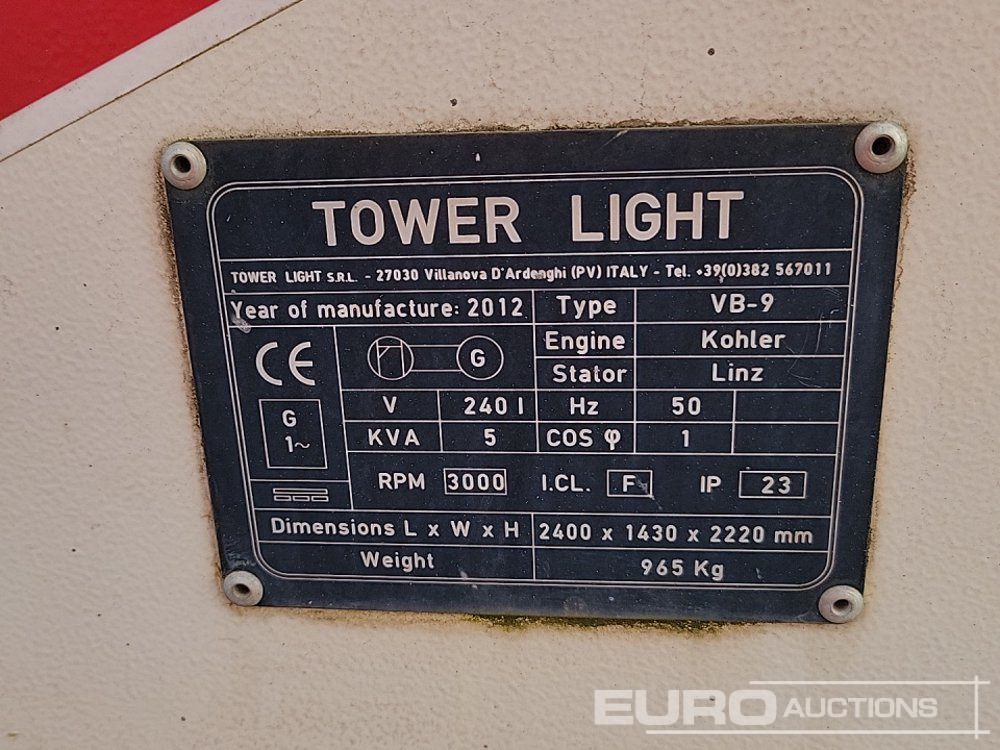 TOWER LIGHT
TOWER LIGHT S.R.L. - 27030 Villanova D'Ardenghi (PV) ITALY - Tel. +39(0)382 567011
Year of manufacture: 2012 Type VB-9
CE G Engine Kohler
Stator Linz
V 240 I Hz 50
G
1~
KVA 5 COS φ 1
RPM 3000 I.CL. F IP 23
Dimensions L x W x H 2400 x 1430 x 2220 mm
Weight 965 Kg
EURO AUCTIONS